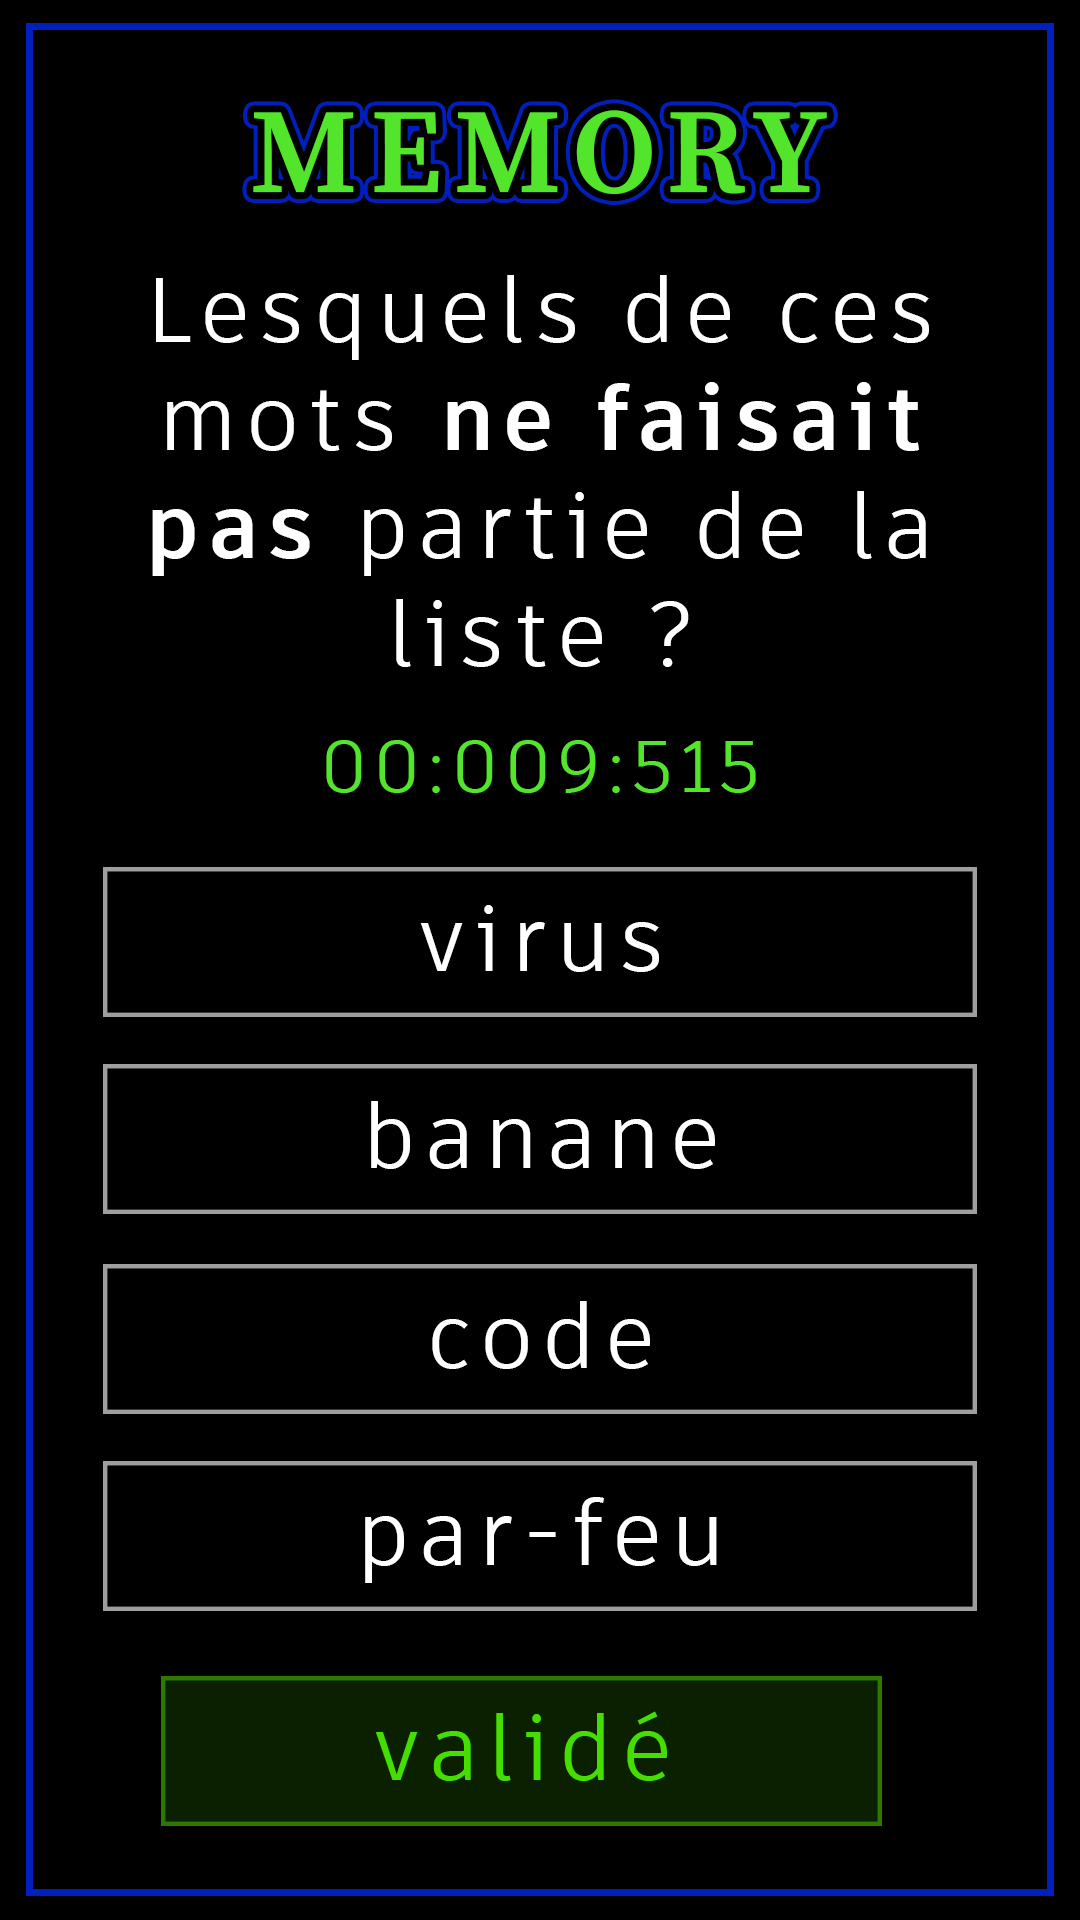 MEMORY
Lesquels de ces
mots ne faisait
pas partie de la
liste ?
00:009:515
virus
banane
code
par-feu
validé